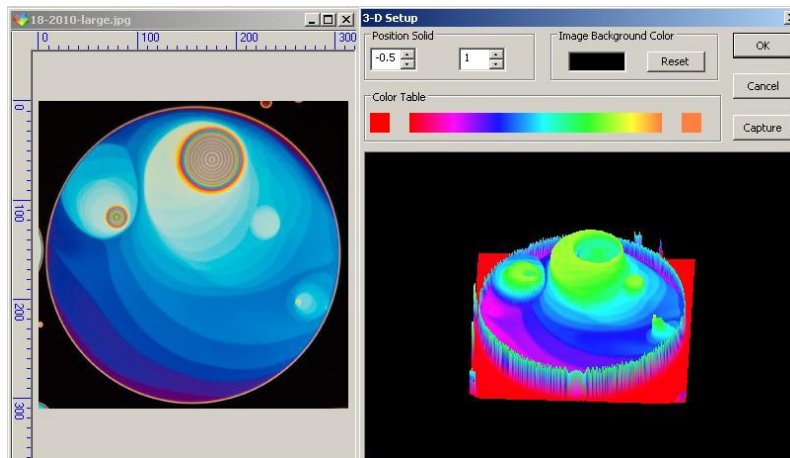 18-2010-large.jpg
0 100 200 300
0
100
200
300
3-D Setup
Position Solid
-0.5
1
Image Background Color
Reset
Color Table
OK
Cancel
Capture